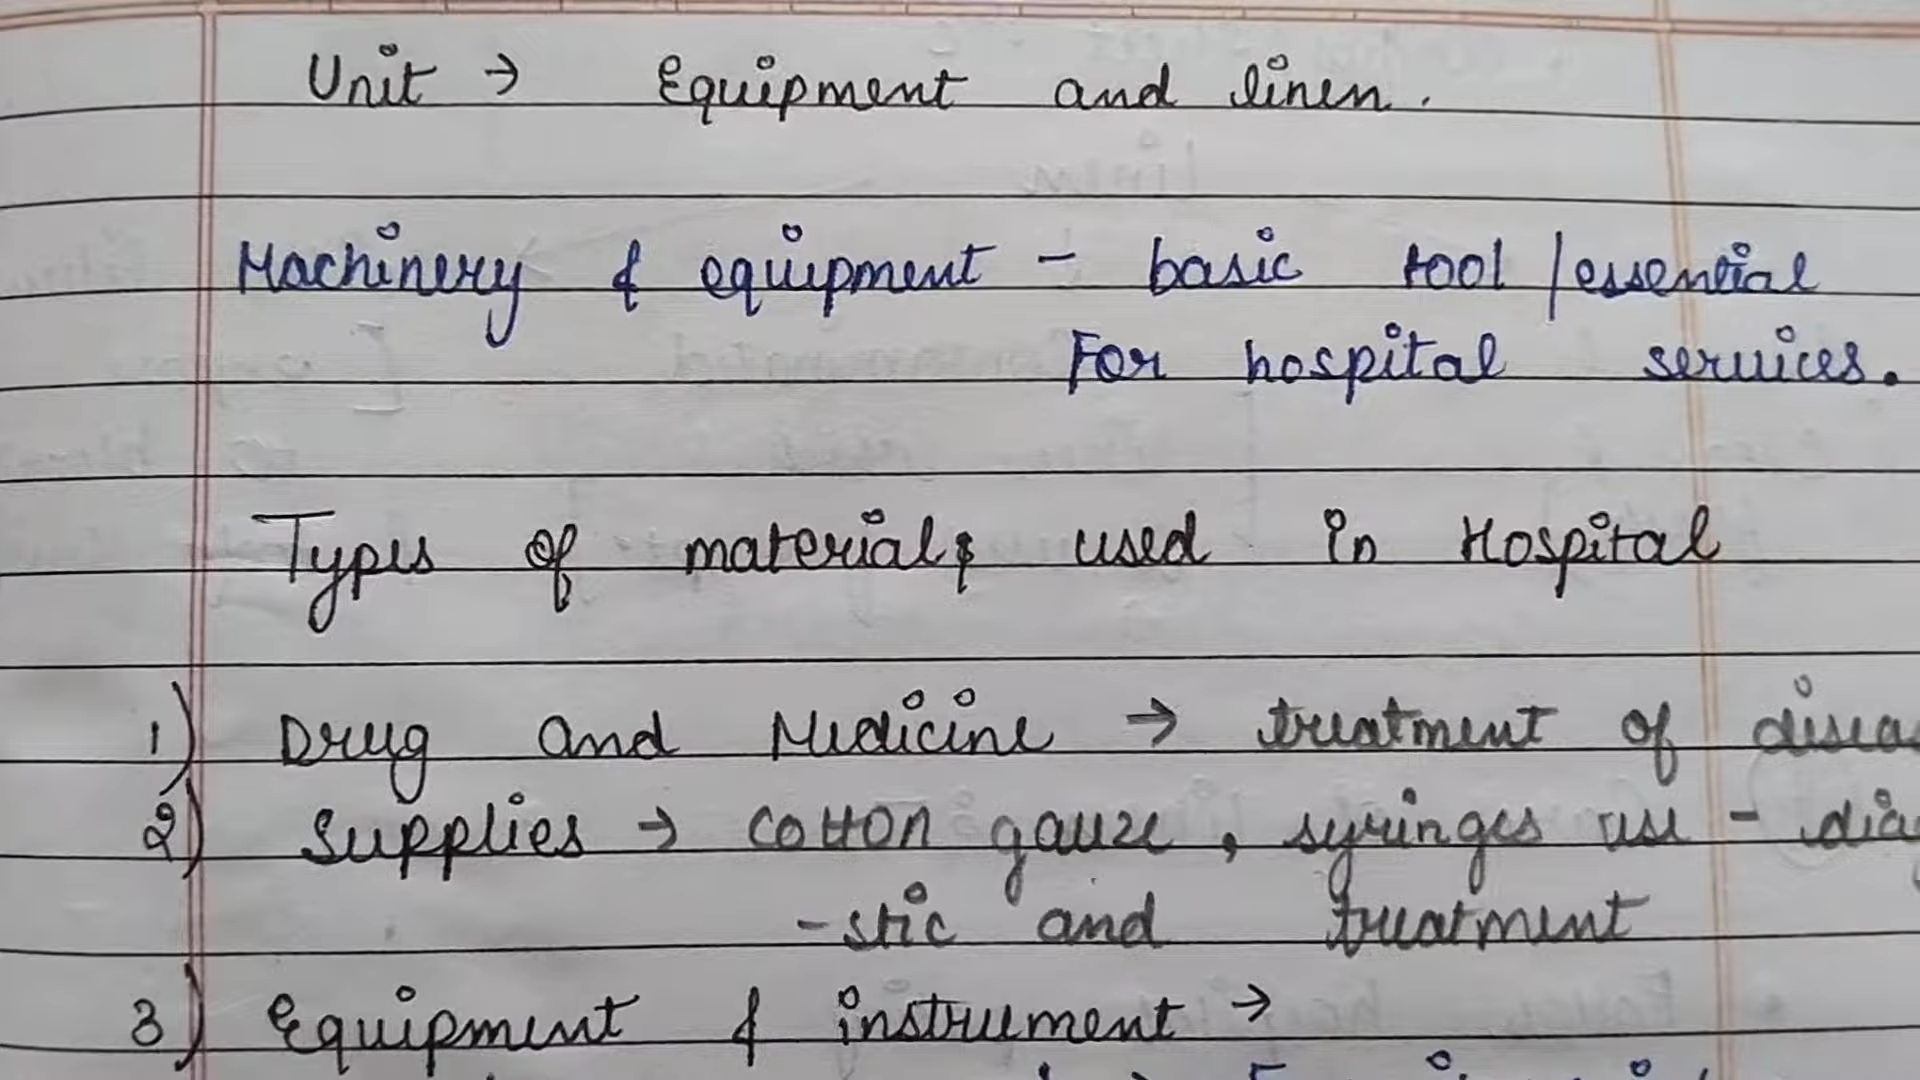 Unit → Equipment and linen.
Machinery & equipment - basic tool / essential
For hospital services.
Types of materials used in Hospital
1) Drug and Medicine → treatment of
2) Supplies → cotton gauze, syringes use -
-stic and treatment
3) Equipment & instrument →